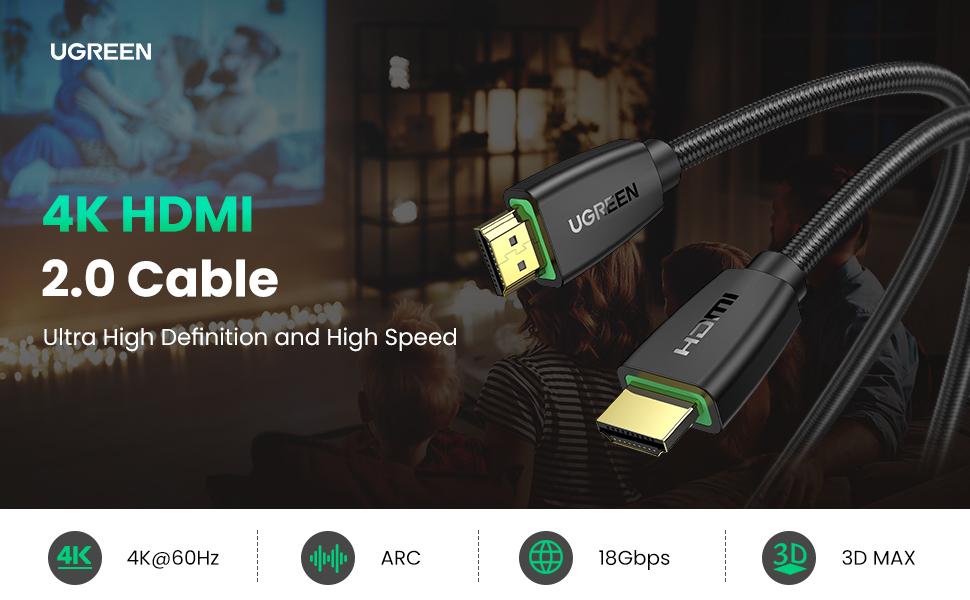 UGREEN
4K HDMI
2.0 Cable
Ultra High Definition and High Speed
UGREEN
HDMI
4K
4K@60Hz
ARC
18Gbps
3D
3D MAX